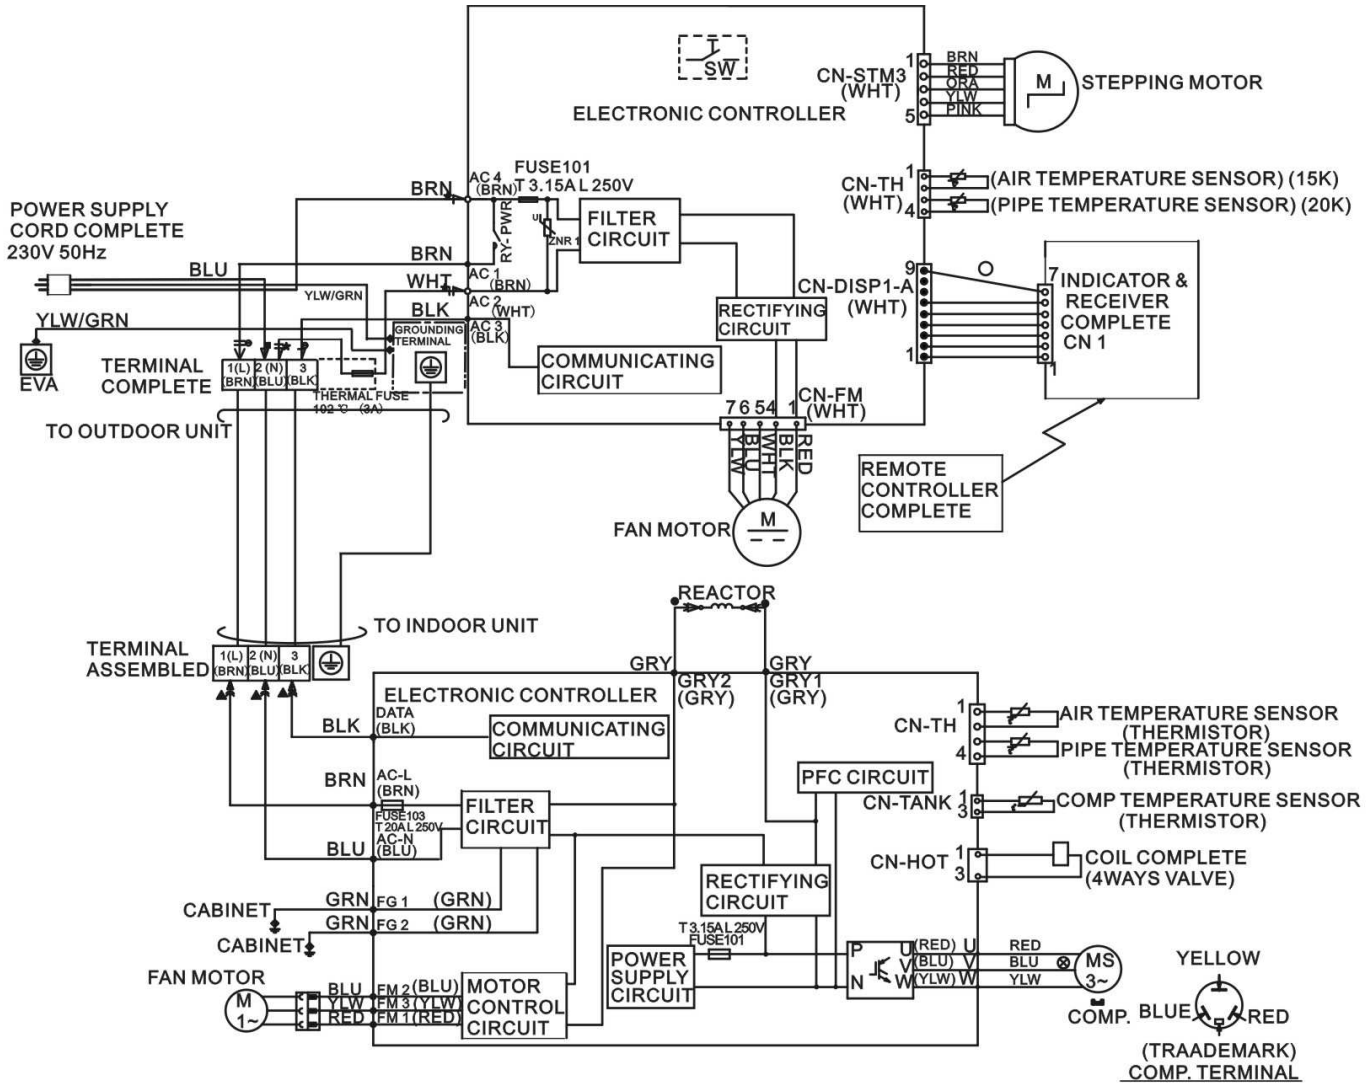 T
SW
ELECTRONIC CONTROLLER
CN-STM3
(WHT)
1
5
BRN
RED
ORA
YLW
PINK
M
STEPPING MOTOR
CN-TH
(WHT)
1
4
(AIR TEMPERATURE SENSOR) (15K)
(PIPE TEMPERATURE SENSOR) (20K)
POWER SUPPLY
CORD COMPLETE
230V 50Hz
BRN
AC 4
(BRN)
FUSE101
T 3.15A L 250V
RY- PWR
UI
ZNR 1
FILTER
CIRCUIT
BLU
BRN
AC 1
(BRN)
WHT
AC 2
(WHT)
YLW/GRN
BLK
AC 3
(BLK)
YLW/GRN
EVA
GROUNDING
TERMINAL
RECTIFYING
CIRCUIT
COMMUNICATING
CIRCUIT
CN-DISP1-A
(WHT)
9
1
7
1
INDICATOR &
RECEIVER
COMPLETE
CN 1
TERMINAL
COMPLETE
1(L)
(BRN)
2 (N)
(BLU)
3
(BLK)
THERMAL FUSE
102 ℃ (3A)
TO OUTDOOR UNIT
CN-FM
(WHT)
7 6 5 4 1
YLW
BLU
WHT
BLK
RED
FAN MOTOR
M
REMOTE
CONTROLLER
COMPLETE
REACTOR
TO INDOOR UNIT
TERMINAL
ASSEMBLED
1(L)
(BRN)
2 (N)
(BLU)
3
(BLK)
GRY
GRY2
(GRY)
GRY
GRY1
(GRY)
ELECTRONIC CONTROLLER
BLK
DATA
(BLK)
COMMUNICATING
CIRCUIT
BRN
AC-L
(BRN)
FUSE103
T 20A L 250V
AC-N
(BLU)
BLU
FILTER
CIRCUIT
PFC CIRCUIT
CN-TH
1
4
AIR TEMPERATURE SENSOR
(THERMISTOR)
PIPE TEMPERATURE SENSOR
(THERMISTOR)
CN-TANK
1
3
COMP TEMPERATURE SENSOR
(THERMISTOR)
CN-HOT
1
3
COIL COMPLETE
(4WAYS VALVE)
RECTIFYING
CIRCUIT
CABINET
GRN
FG 1
(GRN)
CABINET
GRN
FG 2
(GRN)
T 3.15A L 250V
FUSE101
POWER
SUPPLY
CIRCUIT
P
N
U
V
W
(RED)
(BLU)
(YLW)
U
V
W
RED
BLU
YLW
MS
3~
COMP.
FAN MOTOR
M
1~
BLU
YLW
RED
FM 2 (BLU)
FM 3 (YLW)
FM 1 (RED)
MOTOR
CONTROL
CIRCUIT
YELLOW
BLUE
RED
(TRAADEMARK)
COMP. TERMINAL